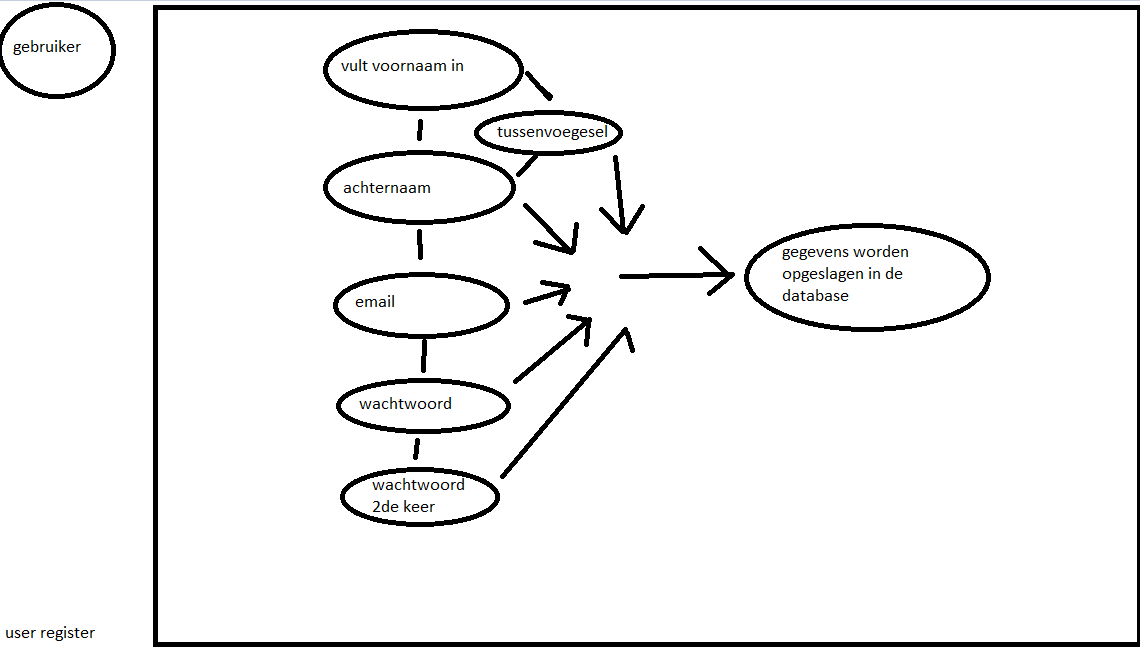 gebruiker
vult voornaam in
tussenvoegesel
achternaam
gegevens worden
opgeslagen in de
database
email
wachtwoord
wachtwoord
2de keer
user register